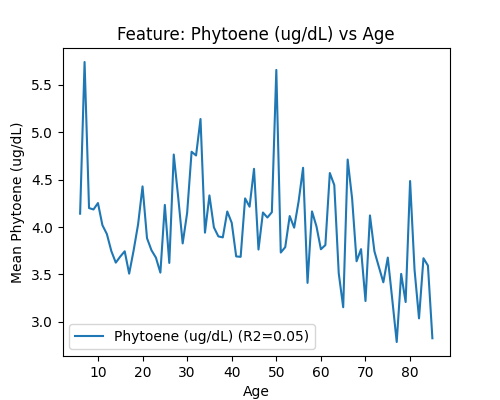 Feature: Phytoene (ug/dL) vs Age
Mean Phytoene (ug/dL)
5.5
5.0
4.5
4.0
3.5
3.0
Phytoene (ug/dL) (R2=0.05)
10 20 30 40 50 60 70 80
Age